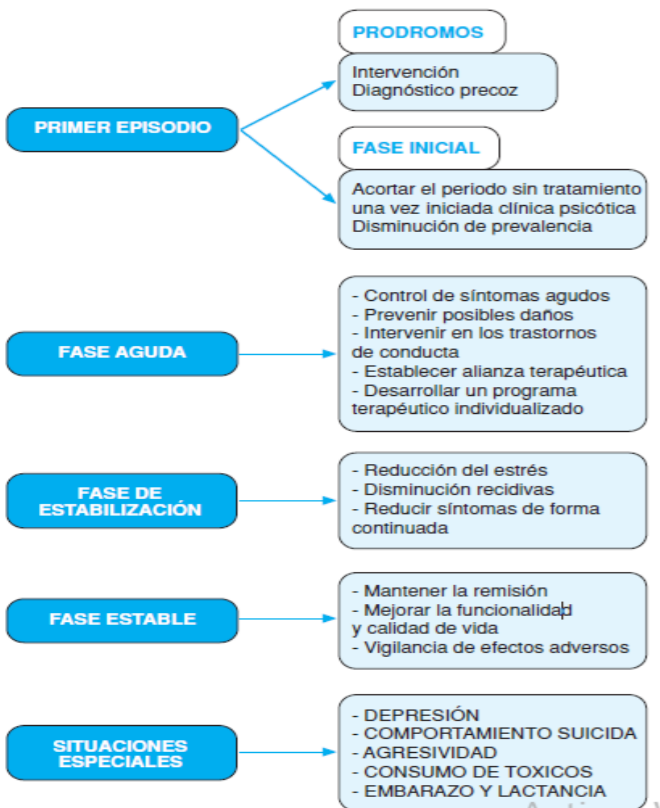 PRODROMOS
Intervención
Diagnóstico precoz
PRIMER EPISODIO
FASE INICIAL
Acortar el periodo sin tratamiento
una vez iniciada clínica psicótica
Disminución de prevalencia
FASE AGUDA
- Control de síntomas agudos
- Prevenir posibles daños
- Intervenir en los trastornos
de conducta
- Establecer alianza terapéutica
- Desarrollar un programa
terapéutico individualizado
FASE DE
ESTABILIZACIÓN
- Reducción del estrés
- Disminución recidivas
- Reducir síntomas de forma
continuada
FASE ESTABLE
- Mantener la remisión
- Mejorar la funcionalidad
y calidad de vida
- Vigilancia de efectos adversos
SITUACIONES
ESPECIALES
- DEPRESIÓN
- COMPORTAMIENTO SUICIDA
- AGRESIVIDAD
- CONSUMO DE TOXICOS
- EMBARAZO Y LACTANCIA